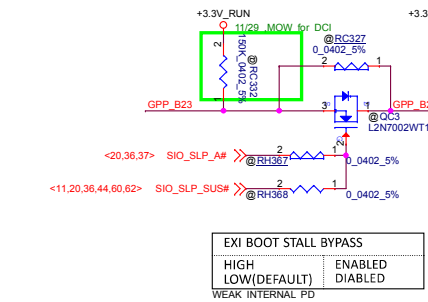 +3.3V_RUN
+3.3
11/29 .MOW for DCI
2
150K_0402_5%
@RC332
1
@RC327
0_0402_5%
2
1
GPP_B23
3
1
GPP_B2
@QC3
L2N7002WT1
2
<20,36,37> SIO_SLP_A#
2
1
0_0402_5%
@RH367
<11,20,36,44,60,62> SIO_SLP_SUS#
2
1
@RH368
0_0402_5%
EXI BOOT STALL BYPASS
HIGH ENABLED
LOW(DEFAULT) DIABLED
WEAK INTERNAL PD